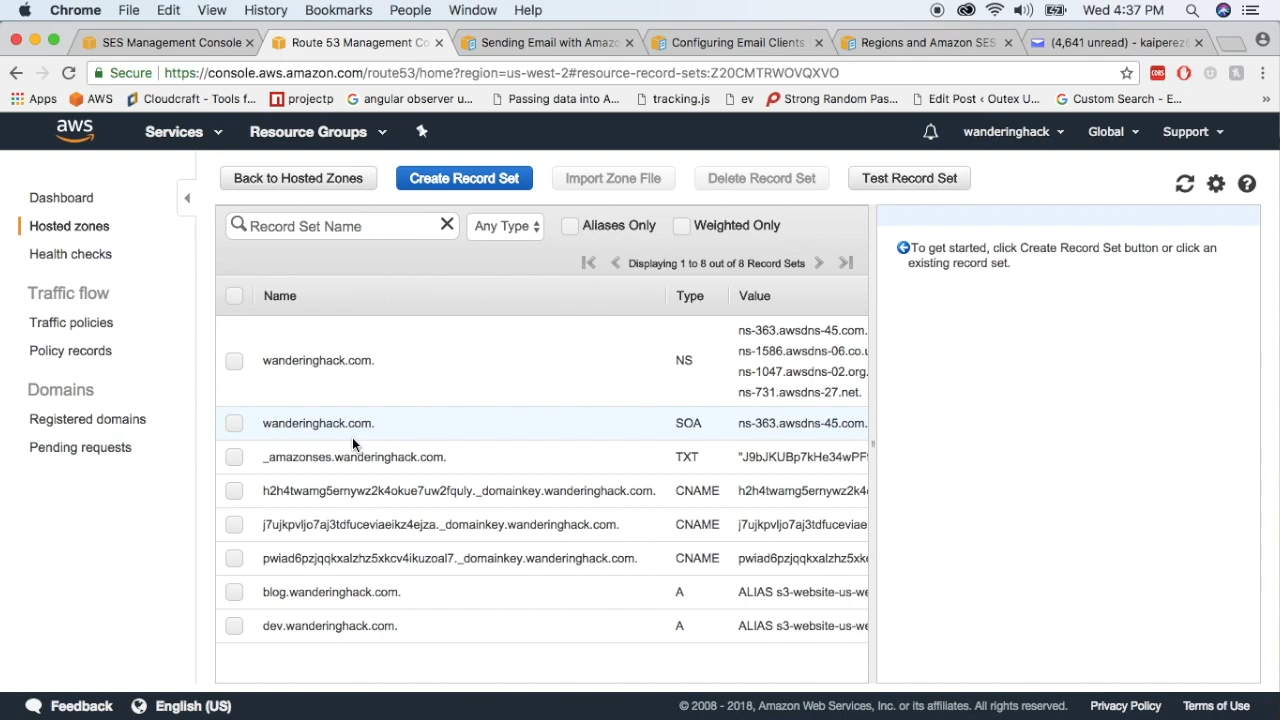 Chrome File Edit View History Bookmarks People Window Help Wed 4:37 PM
SES Management Console Route 53 Management Co Sending Email with Amazo Configuring Email Clients Regions and Amazon SES (4,641 unread) - kaiperez
Secure https://console.aws.amazon.com/route53/home?region=us-west-2#resource-record-sets:Z20CMTRWOVQXVO
Apps AWS Cloudcraft - Tools f... projectp angular observer u... Passing data into A... tracking.js ev Strong Random Pas... Edit Post ‹ Outex U... Custom Search - E... »
aws Services Resource Groups wanderinghack Global Support
Back to Hosted Zones Create Record Set Import Zone File Delete Record Set Test Record Set
Dashboard
Hosted zones
Health checks
Traffic flow
Traffic policies
Policy records
Domains
Registered domains
Pending requests
Record Set Name Any Type Aliases Only Weighted Only
Displaying 1 to 8 out of 8 Record Sets
Name Type Value
wanderinghack.com. NS ns-363.awsdns-45.com.
ns-1586.awsdns-06.co.u
ns-1047.awsdns-02.org.
ns-731.awsdns-27.net.
wanderinghack.com. SOA ns-363.awsdns-45.com.
_amazonses.wanderinghack.com. TXT "J9bJKUBp7kHe34wPF
h2h4twamg5ernywz2k4okue7uw2fquly._domainkey.wanderinghack.com. CNAME h2h4twamg5ernywz2k4
j7ujkpvljo7aj3tdfuceviaeikz4ejza._domainkey.wanderinghack.com. CNAME j7ujkpvljo7aj3tdfuceviae
pwiad6pzjqqkxalzhz5xkcv4ikuzoal7._domainkey.wanderinghack.com. CNAME pwiad6pzjqqkxalzhz5xk
blog.wanderinghack.com. A ALIAS s3-website-us-we
dev.wanderinghack.com. A ALIAS s3-website-us-we
To get started, click Create Record Set button or click an
existing record set.
Feedback English (US) © 2008 - 2018, Amazon Web Services, Inc. or its affiliates. All rights reserved. Privacy Policy Terms of Use